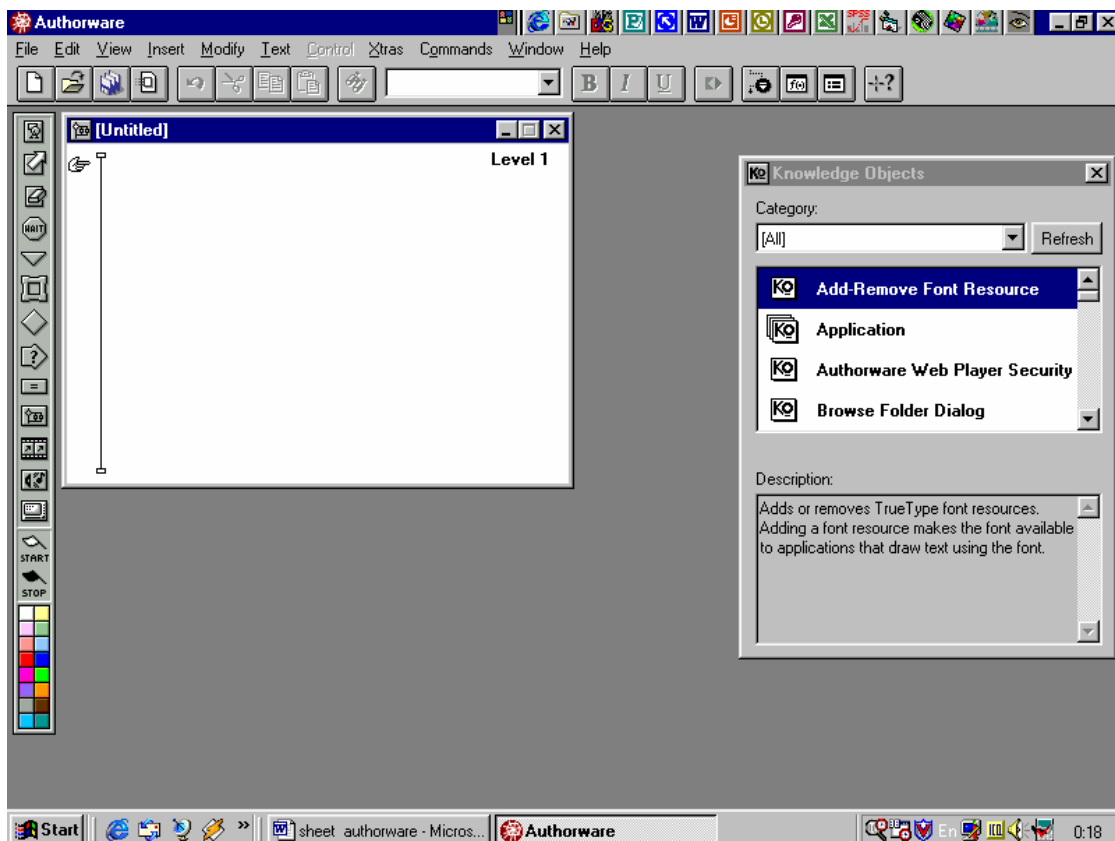 Authorware
File Edit View Insert Modify Text Control Xtras Commands Window Help
B I U
[Untitled]
Level 1
WAIT
START
STOP
Knowledge Objects
Category:
[All] Refresh
Add-Remove Font Resource
Application
Authorware Web Player Security
Browse Folder Dialog
Description:
Adds or removes TrueType font resources.
Adding a font resource makes the font available
to applications that draw text using the font.
Start » sheet authorware - Micros... Authorware En 0:18